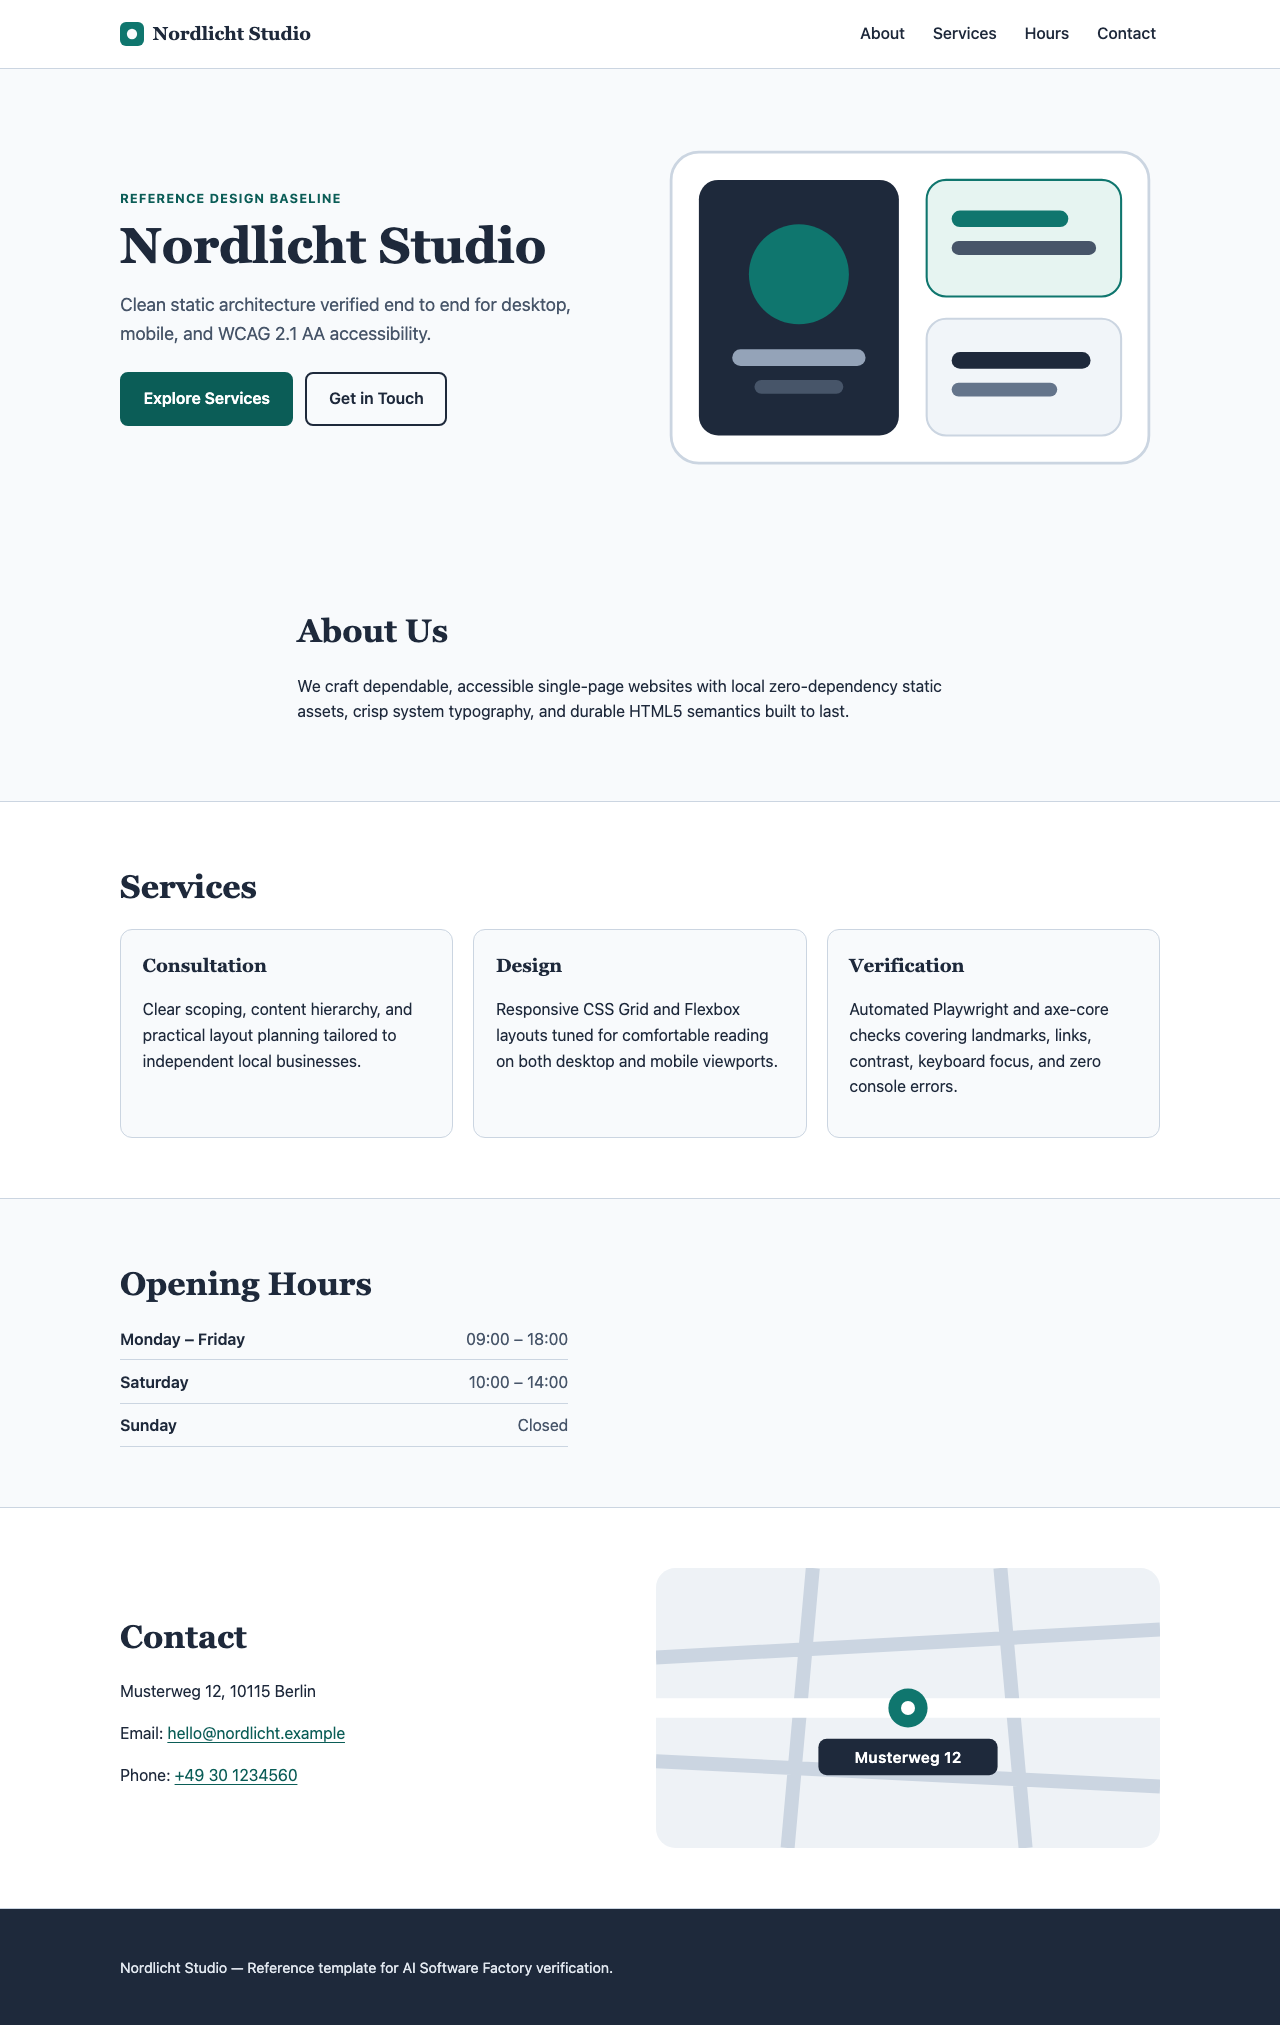 Nordlicht Studio
About Services Hours Contact
REFERENCE DESIGN BASELINE
Nordlicht Studio
Clean static architecture verified end to end for desktop,
mobile, and WCAG 2.1 AA accessibility.
Explore Services
Get in Touch
About Us
We craft dependable, accessible single-page websites with local zero-dependency static
assets, crisp system typography, and durable HTML5 semantics built to last.
Services
Consultation
Clear scoping, content hierarchy, and
practical layout planning tailored to
independent local businesses.
Design
Responsive CSS Grid and Flexbox
layouts tuned for comfortable reading
on both desktop and mobile viewports.
Verification
Automated Playwright and axe-core
checks covering landmarks, links,
contrast, keyboard focus, and zero
console errors.
Opening Hours
Monday – Friday 09:00 – 18:00
Saturday 10:00 – 14:00
Sunday Closed
Contact
Musterweg 12, 10115 Berlin
Email: hello@nordlicht.example
Phone: +49 30 1234560
Musterweg 12
Nordlicht Studio — Reference template for AI Software Factory verification.